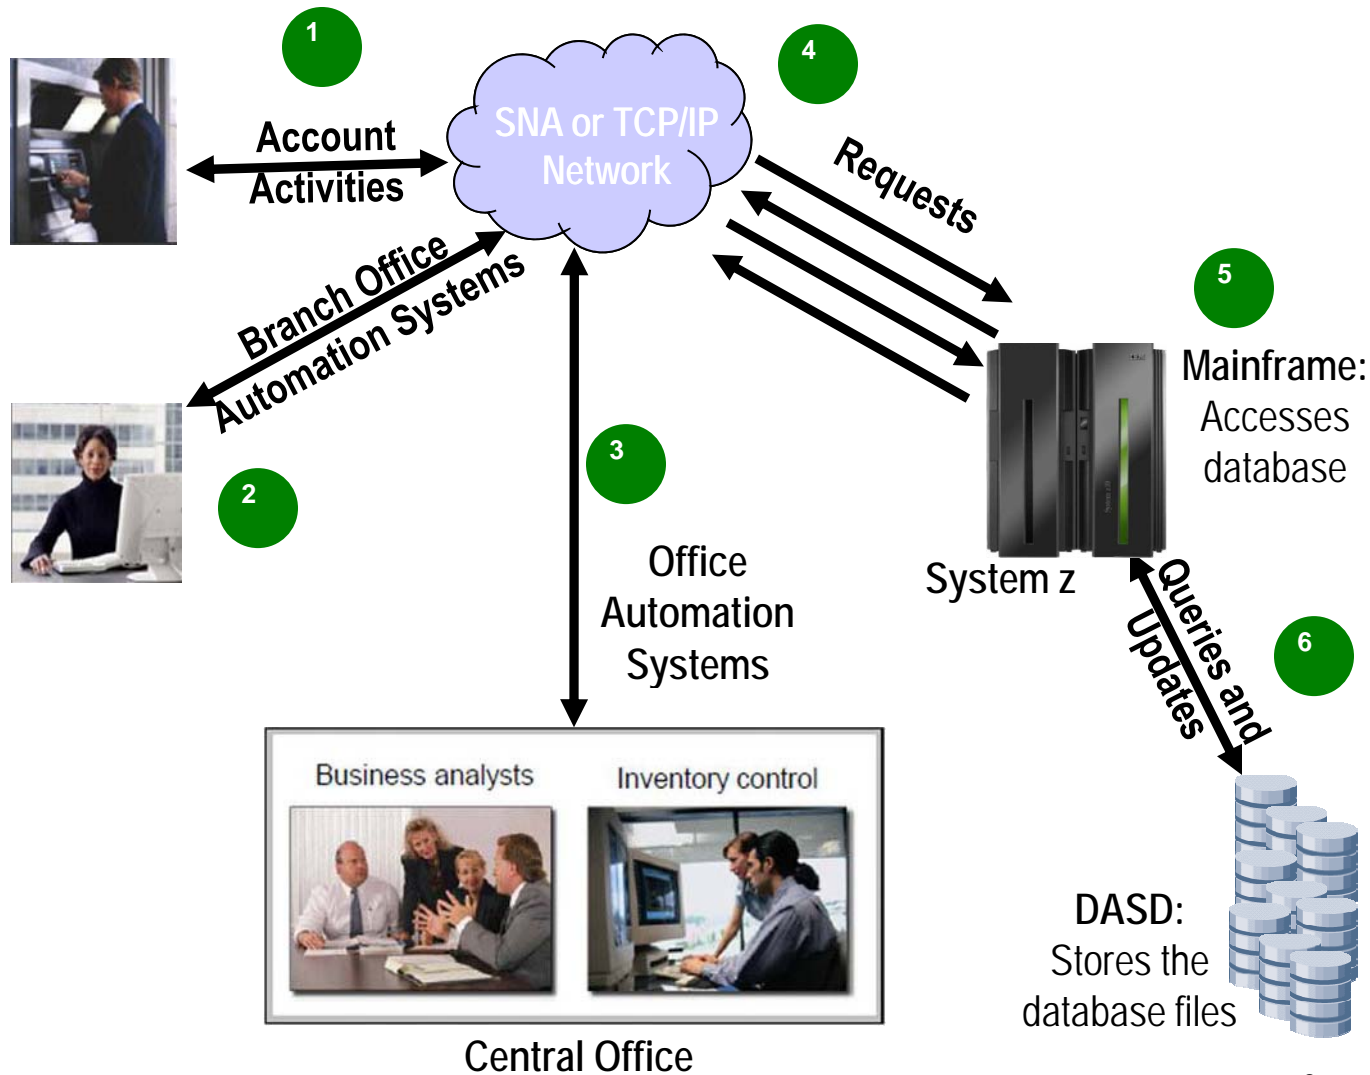 1
Account
Activities
SNA or TCP/IP
Network
4
Requests
Branch Office
Automation Systems
2
3
Office
Automation
Systems
5
Mainframe:
Accesses
database
System z
Queries and
Updates
6
Business analysts
Inventory control
Central Office
DASD:
Stores the
database files